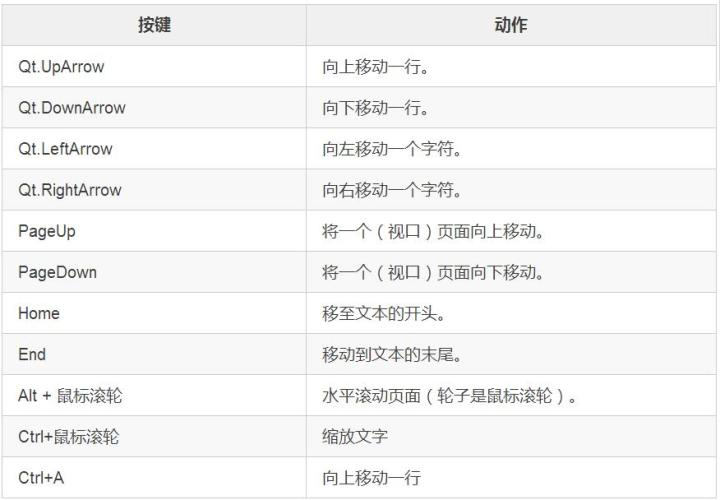 按键 动作
Qt.UpArrow 向上移动一行。
Qt.DownArrow 向下移动一行。
Qt.LeftArrow 向左移动一个字符。
Qt.RightArrow 向右移动一个字符。
PageUp 将一个（视口）页面向上移动。
PageDown 将一个（视口）页面向下移动。
Home 移至文本的开头。
End 移动到文本的末尾。
Alt + 鼠标滚轮 水平滚动页面（轮子是鼠标滚轮）。
Ctrl+鼠标滚轮 缩放文字
Ctrl+A 向上移动一行